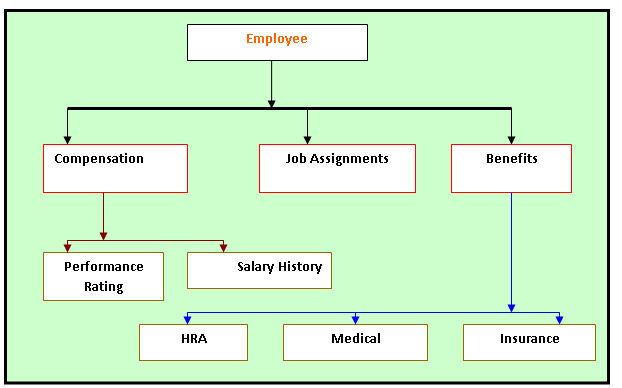 Employee
Compensation
Job Assignments
Benefits
Performance
Rating
Salary History
HRA
Medical
Insurance